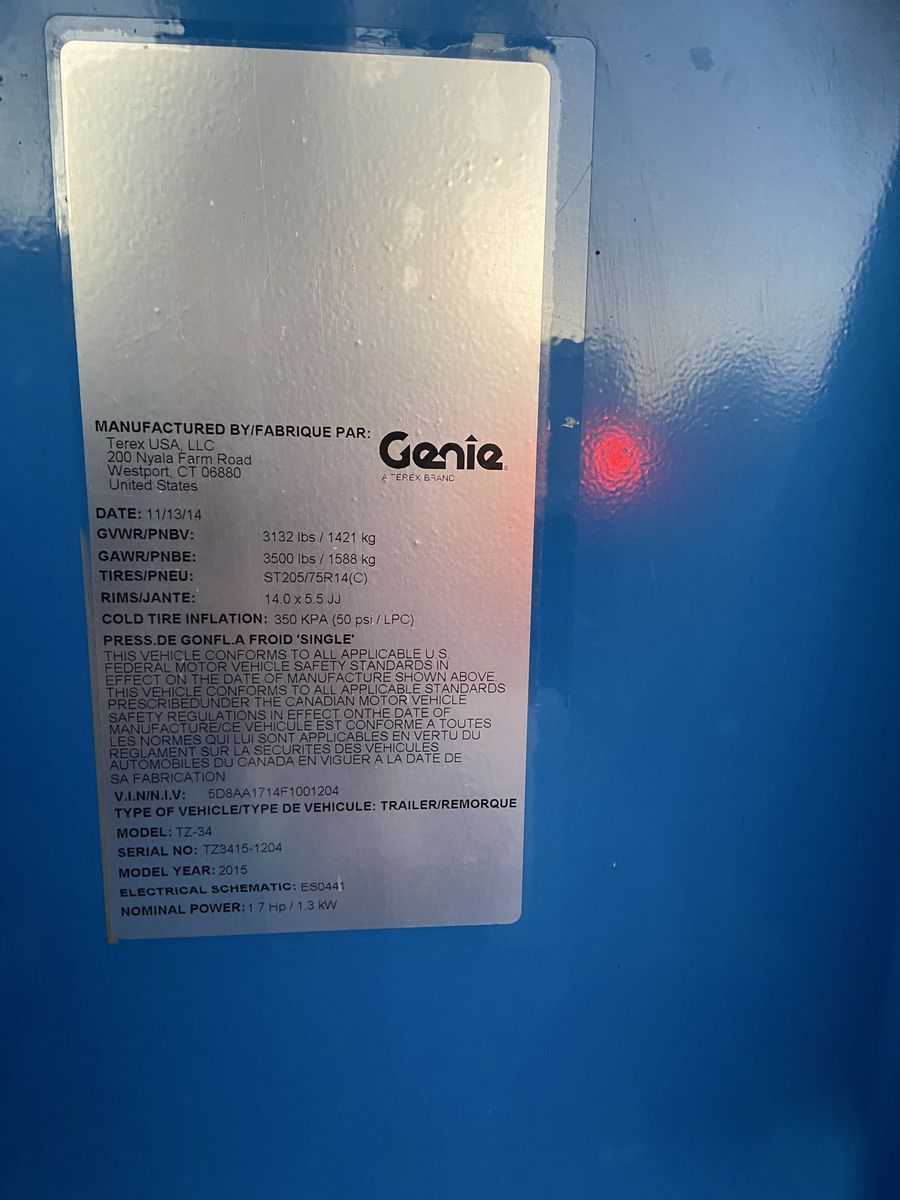 MANUFACTURED BY/FABRIQUE PAR:
Terex USA, LLC
200 Nyala Farm Road
Westport, CT 06880
United States
Genie
A TEREX BRAND
DATE: 11/13/14
GVWR/PNBV: 3132 lbs / 1421 kg
GAWR/PNBE: 3500 lbs / 1588 kg
TIRES/PNEU: ST205/75R14(C)
RIMS/JANTE: 14.0 x 5.5 JJ
COLD TIRE INFLATION: 350 KPA (50 psi / LPC)
PRESS.DE GONFL.A FROID 'SINGLE'
THIS VEHICLE CONFORMS TO ALL APPLICABLE U.S.
FEDERAL MOTOR VEHICLE SAFETY STANDARDS IN
EFFECT ON THE DATE OF MANUFACTURE SHOWN ABOVE.
THIS VEHICLE CONFORMS TO ALL APPLICABLE STANDARDS
PRESCRIBEDUNDER THE CANADIAN MOTOR VEHICLE
SAFETY REGULATIONS IN EFFECT ONTHE DATE OF
MANUFACTURE/CE VEHICULE EST CONFORME A TOUTES
LES NORMES QUI LUI SONT APPLICABLES EN VERTU DU
REGLAMENT SUR LA SECURITES DES VEHICULES
AUTOMOBILES DU CANADA EN VIGUER A LA DATE DE
SA FABRICATION
V.I.N/N.I.V: 5D8AA1714F1001204
TYPE OF VEHICLE/TYPE DE VEHICULE: TRAILER/REMORQUE
MODEL: TZ-34
SERIAL NO: TZ3415-1204
MODEL YEAR: 2015
ELECTRICAL SCHEMATIC: ES0441
NOMINAL POWER: 1.7 Hp / 1.3 kW